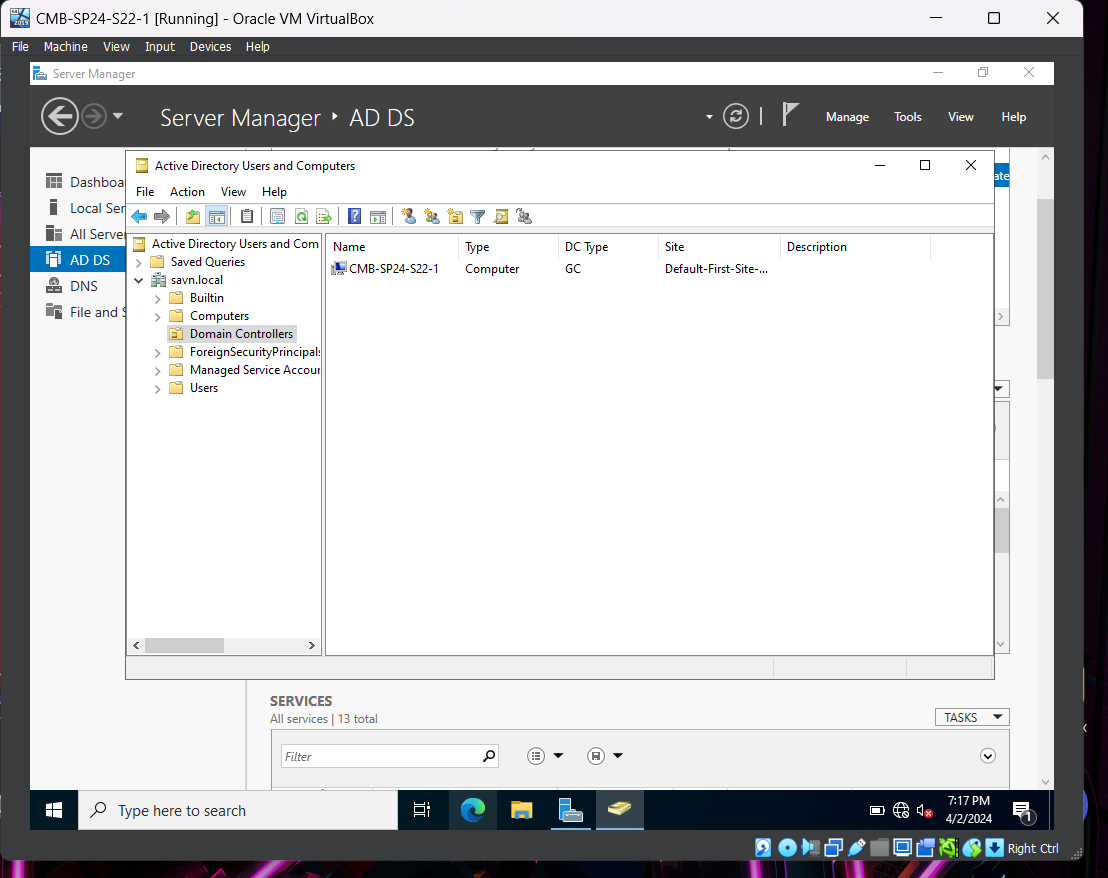 CMB-SP24-S22-1 [Running] - Oracle VM VirtualBox
File Machine View Input Devices Help
Server Manager
Server Manager AD DS
Manage Tools View Help
Dashboa
Local Ser
All Server
AD DS
DNS
File and S
Active Directory Users and Computers
File Action View Help
Active Directory Users and Com
Saved Queries
savn.local
Builtin
Computers
Domain Controllers
ForeignSecurityPrincipals
Managed Service Accour
Users
Name Type DC Type Site Description
CMB-SP24-S22-1 Computer GC Default-First-Site-...
ate
SERVICES
All services | 13 total
TASKS
Filter
Type here to search
7:17 PM
4/2/2024
1
Right Ctrl